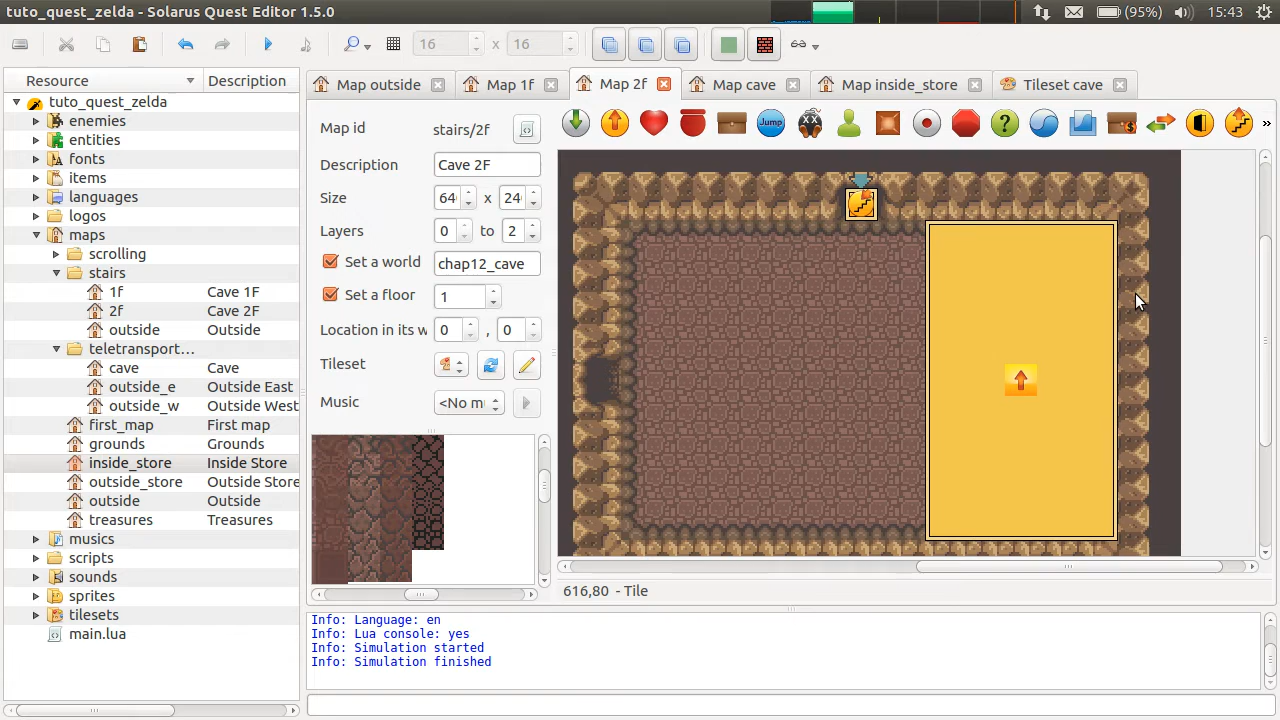 tuto_quest_zelda - Solarus Quest Editor 1.5.0
(95%)
15:43
16 x 16
Resource Description
tuto_quest_zelda
enemies
entities
fonts
items
languages
logos
maps
scrolling
stairs
1f Cave 1F
2f Cave 2F
outside Outside
teletransport...
cave Cave
outside_e Outside East
outside_w Outside West
first_map First map
grounds Grounds
inside_store Inside Store
outside_store Outside Store
outside Outside
treasures Treasures
musics
scripts
sounds
sprites
tilesets
main.lua
Map outside
Map 1f
Map 2f
Map cave
Map inside_store
Tileset cave
Map id stairs/2f
Description Cave 2F
Size 64 x 24
Layers 0 to 2
Set a world chap12_cave
Set a floor 1
Location in its w 0 , 0
Tileset
Music <No mu
Jump
»
616,80 - Tile
Info: Language: en
Info: Lua console: yes
Info: Simulation started
Info: Simulation finished